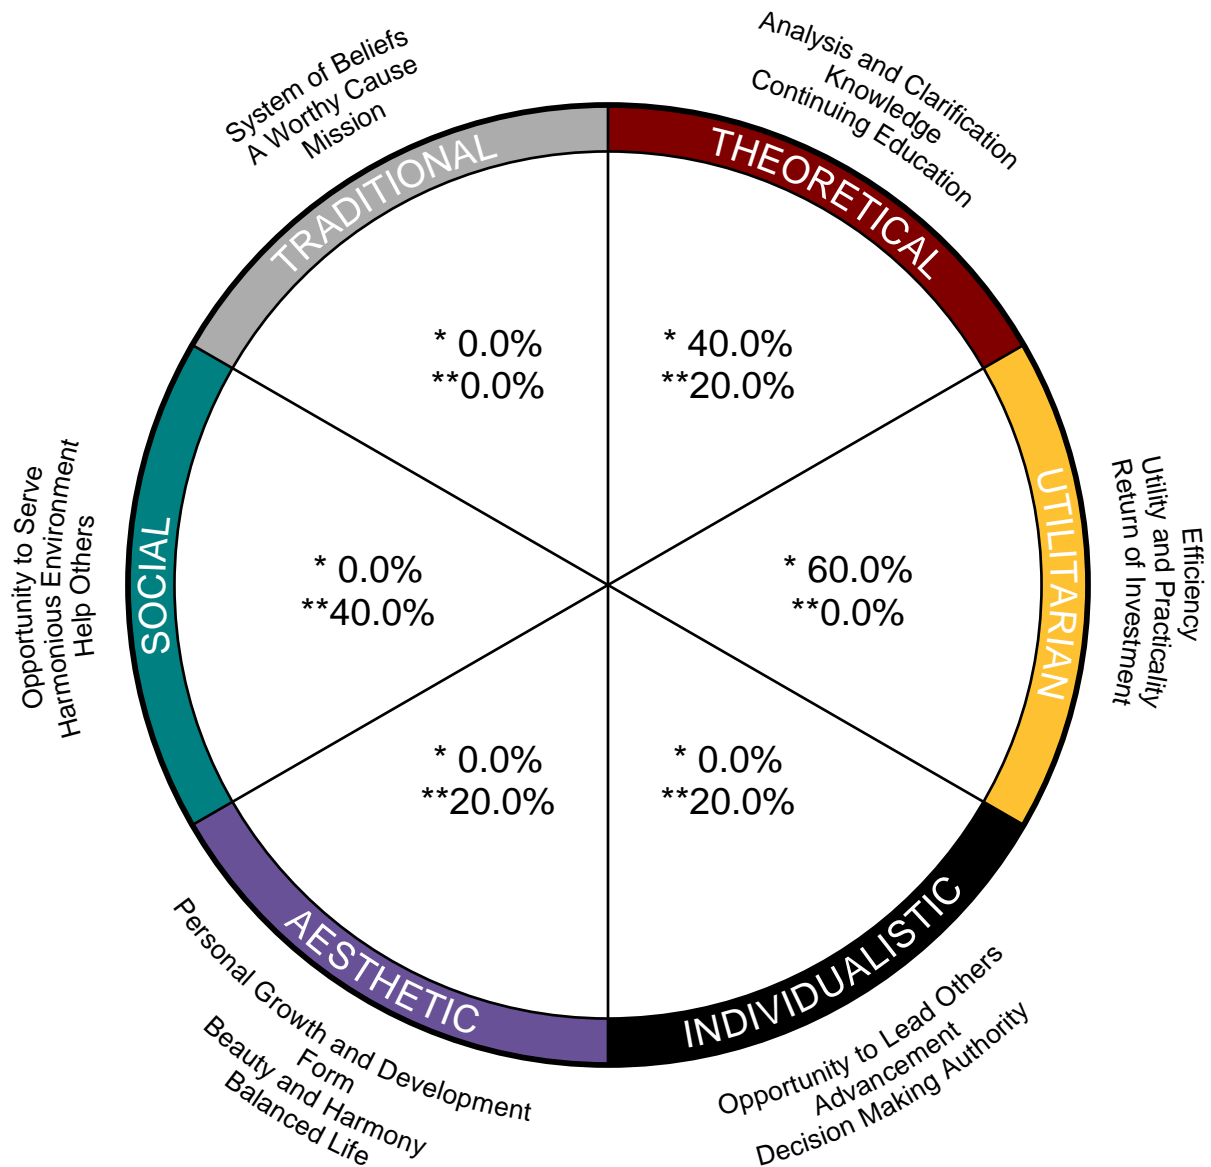 System of Beliefs
A Worthy Cause
Mission
TRADITIONAL
Analysis and Clarification
Knowledge
Continuing Education
THEORETICAL
* 0.0%
**0.0%
* 40.0%
**20.0%
Opportunity to Serve
Harmonious Environment
Help Others
SOCIAL
* 0.0%
**40.0%
* 60.0%
**0.0%
UTILITARIAN
Efficiency
Utility and Practicality
Return of Investment
* 0.0%
**20.0%
* 0.0%
**20.0%
AESTHETIC
Personal Growth and Development
Form
Beauty and Harmony
Balanced Life
INDIVIDUALISTIC
Opportunity to Lead Others
Advancement
Decision Making Authority